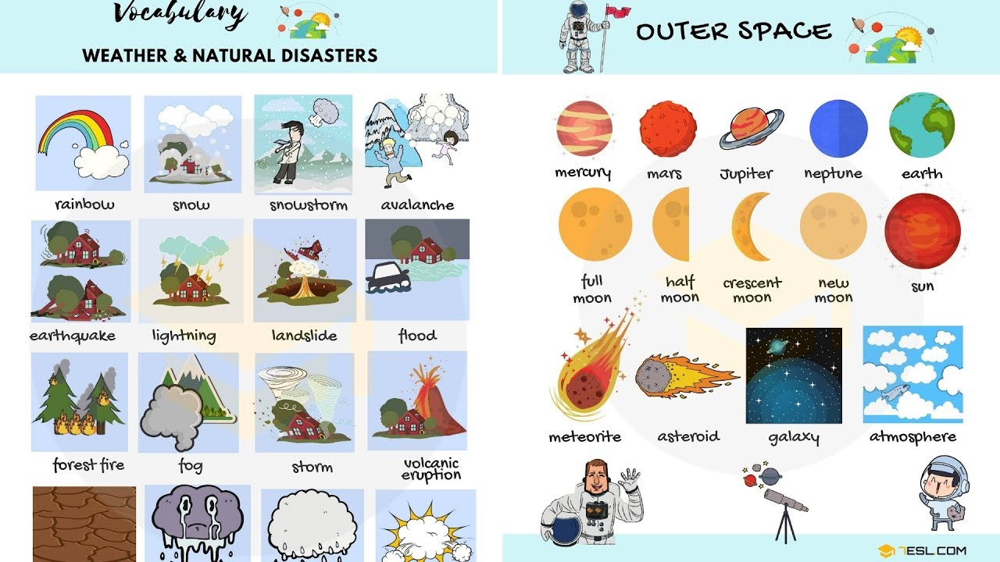 Vocabulary
WEATHER & NATURAL DISASTERS
rainbow
snow
snowstorm
avalanche
earthquake
lightning
landslide
flood
forest fire
fog
storm
volcanic
eruption
OUTER SPACE
mercury
mars
Jupiter
neptune
earth
full
moon
half
moon
crescent
moon
new
moon
sun
meteorite
asteroid
galaxy
atmosphere
7ESL.COM